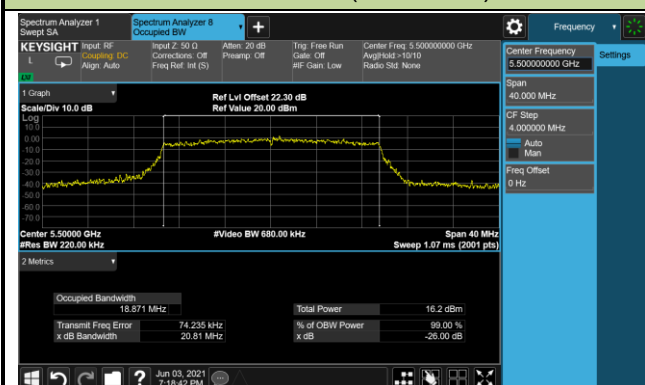 Spectrum Analyzer 1
Swept SA
Spectrum Analyzer 8
Occupied BW
Frequency
KEYSIGHT
L
Input: RF
Coupling: DC
Align: Auto
Input Z: 50 Ω
Corrections: Off
Freq Ref: Int (S)
Atten: 20 dB
Preamp: Off
Trig: Free Run
Gate: Off
#IF Gain: Low
Center Freq: 5.500000000 GHz
Avg|Hold:>10/10
Radio Std: None
Center Frequency
5.500000000 GHz
Settings
Span
40.000 MHz
CF Step
4.000000 MHz
Auto
Man
Freq Offset
0 Hz
1 Graph
Scale/Div 10.0 dB
Ref Lvl Offset 22.30 dB
Ref Value 20.00 dBm
Log
10.0
0.00
-10.0
-20.0
-30.0
-40.0
-50.0
-60.0
-70.0
Center 5.50000 GHz
#Res BW 220.00 kHz
#Video BW 680.00 kHz
Span 40 MHz
Sweep 1.07 ms (2001 pts)
2 Metrics
Occupied Bandwidth
18.871 MHz
Total Power 16.2 dBm
Transmit Freq Error 74.235 kHz
% of OBW Power 99.00 %
x dB Bandwidth 20.81 MHz
x dB -26.00 dB
Jun 03, 2021
7:18:42 PM